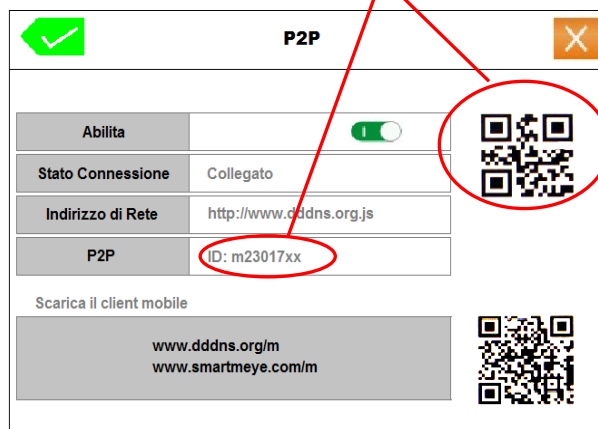 P2P
Abilita
Stato Connessione Collegato
Indirizzo di Rete http://www.dddns.org.js
P2P ID: m23017xx
Scarica il client mobile
www.dddns.org/m
www.smartmeye.com/m